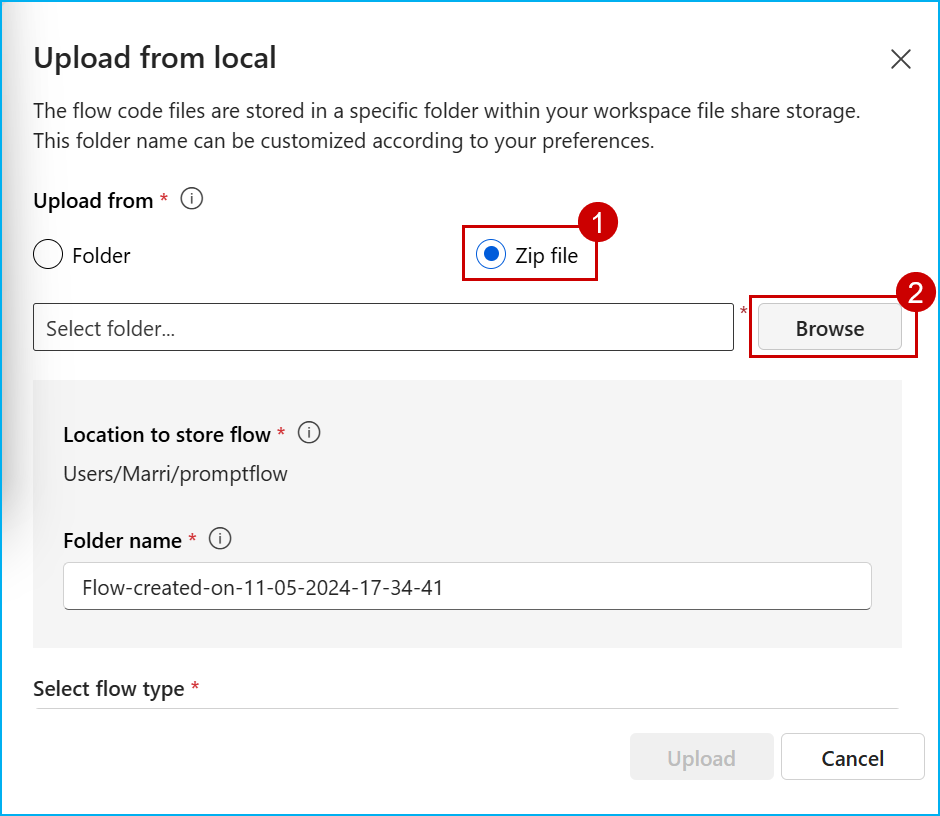 Upload from local
The flow code files are stored in a specific folder within your workspace file share storage.
This folder name can be customized according to your preferences.
Upload from *
1
Folder
Zip file
2
Select folder...
*
Browse
Location to store flow *
Users/Marri/promptflow
Folder name *
Flow-created-on-11-05-2024-17-34-41
Select flow type *
Upload
Cancel